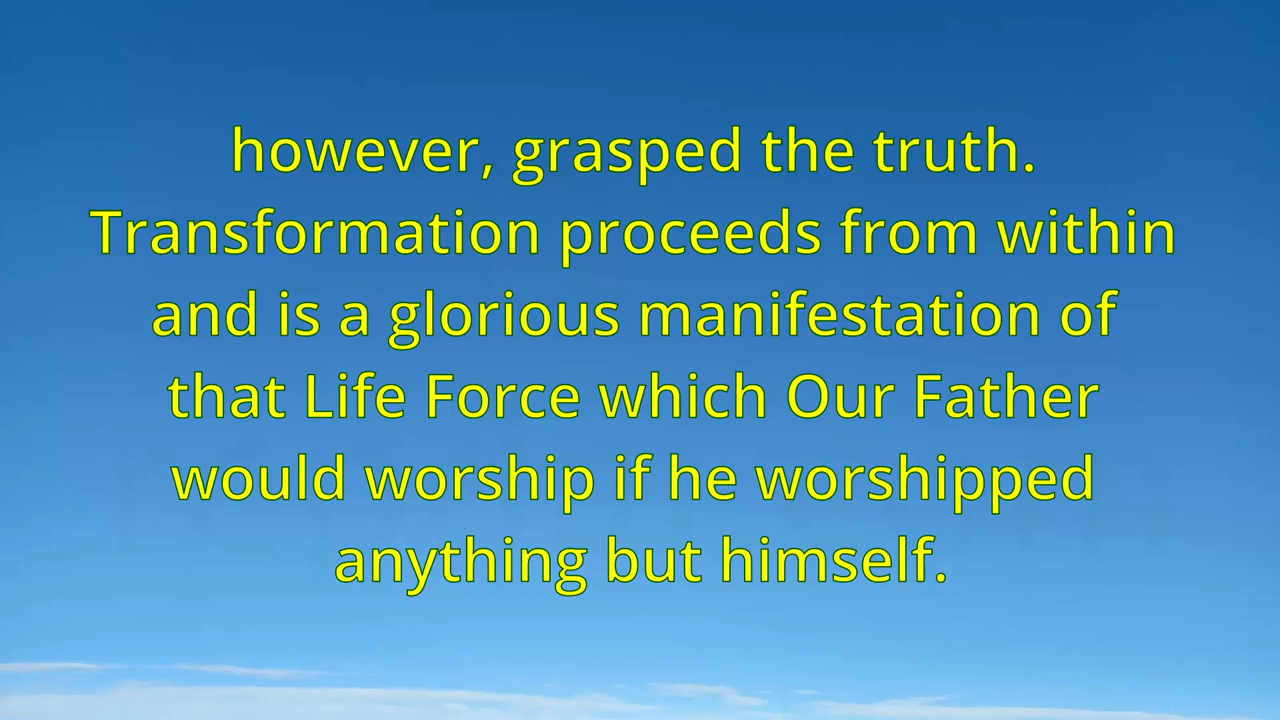 however, grasped the truth.
Transformation proceeds from within
and is a glorious manifestation of
that Life Force which Our Father
would worship if he worshipped
anything but himself.